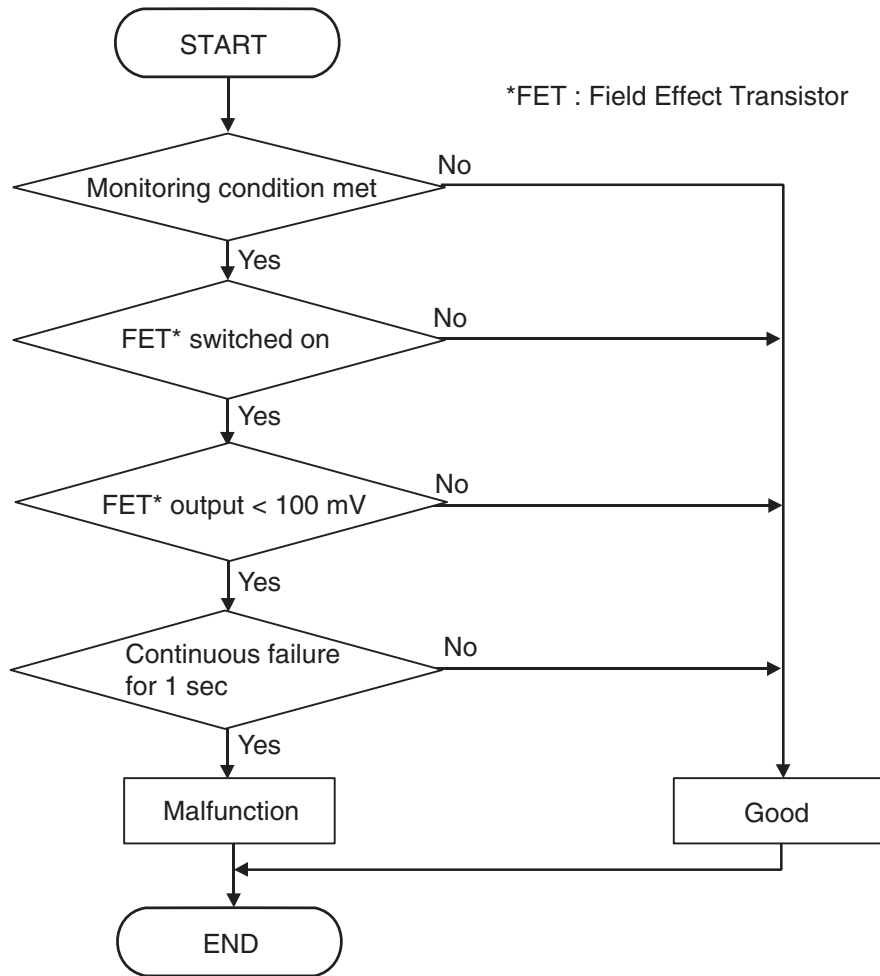 START
*FET : Field Effect Transistor
Monitoring condition met
No
Yes
FET* switched on
No
Yes
FET* output < 100 mV
No
Yes
Continuous failure
for 1 sec
No
Yes
Malfunction
Good
END